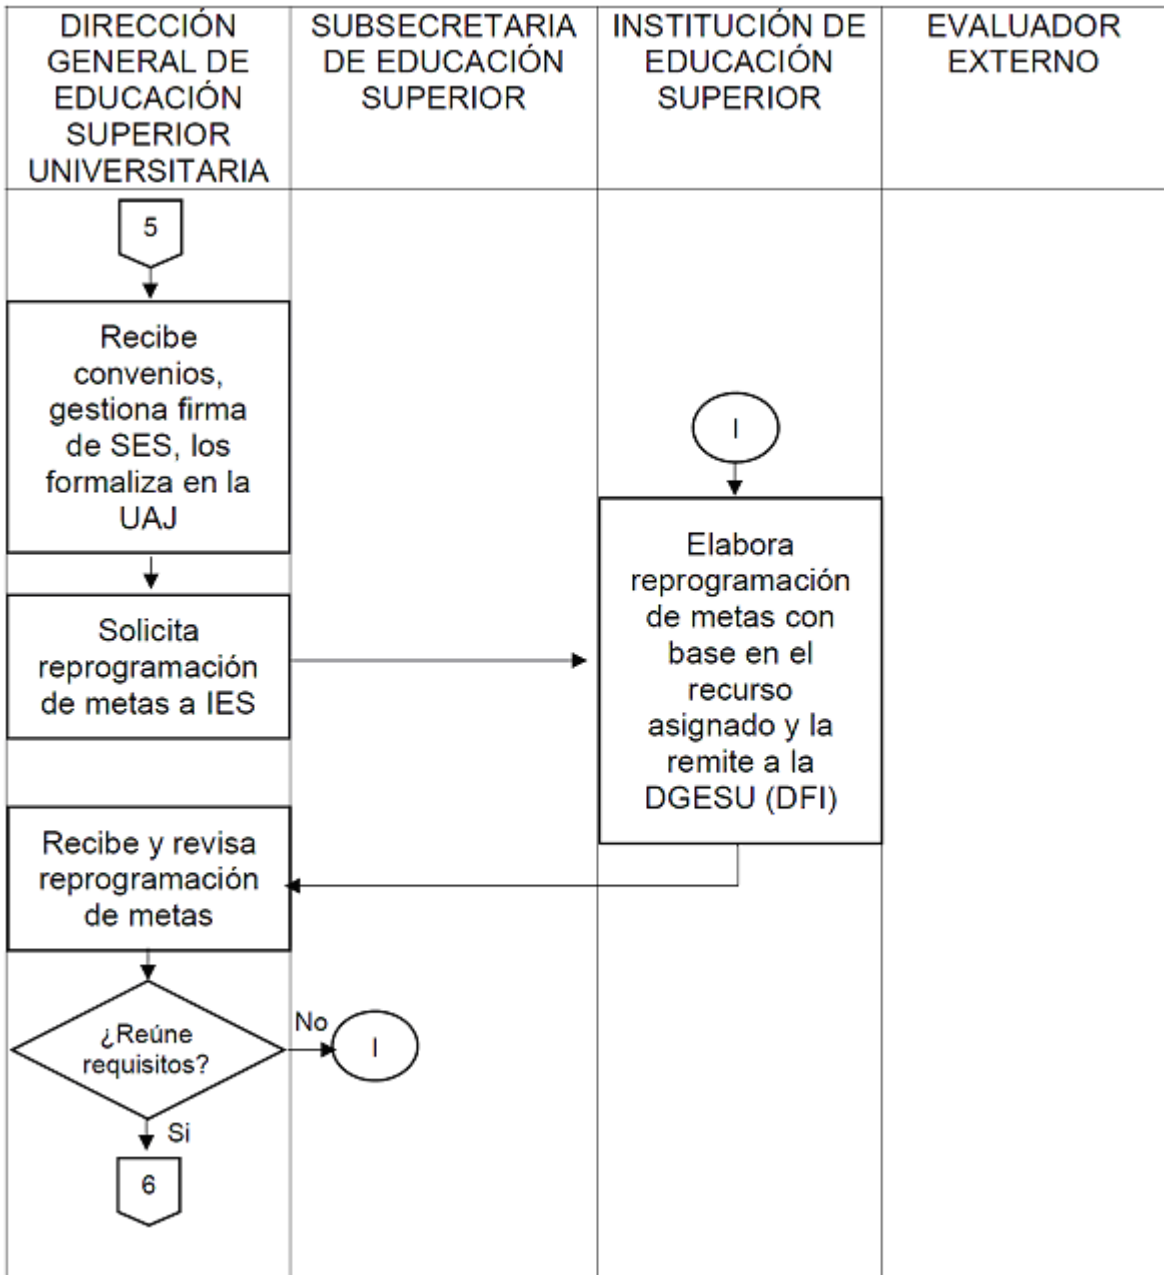 DIRECCIÓN
GENERAL DE
EDUCACIÓN
SUPERIOR
UNIVERSITARIA
SUBSECRETARIA
DE EDUCACIÓN
SUPERIOR
INSTITUCIÓN DE
EDUCACIÓN
SUPERIOR
EVALUADOR
EXTERNO
5
Recibe
convenios,
gestiona firma
de SES, los
formaliza en la
UAJ
Solicita
reprogramación
de metas a IES
I
Elabora
reprogramación
de metas con
base en el
recurso
asignado y la
remite a la
DGESU (DFI)
Recibe y revisa
reprogramación
de metas
¿Reúne
requisitos?
No
I
Si
6